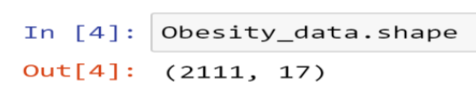 In [4]: Obesity_data.shape
Out[4]: (2111, 17)